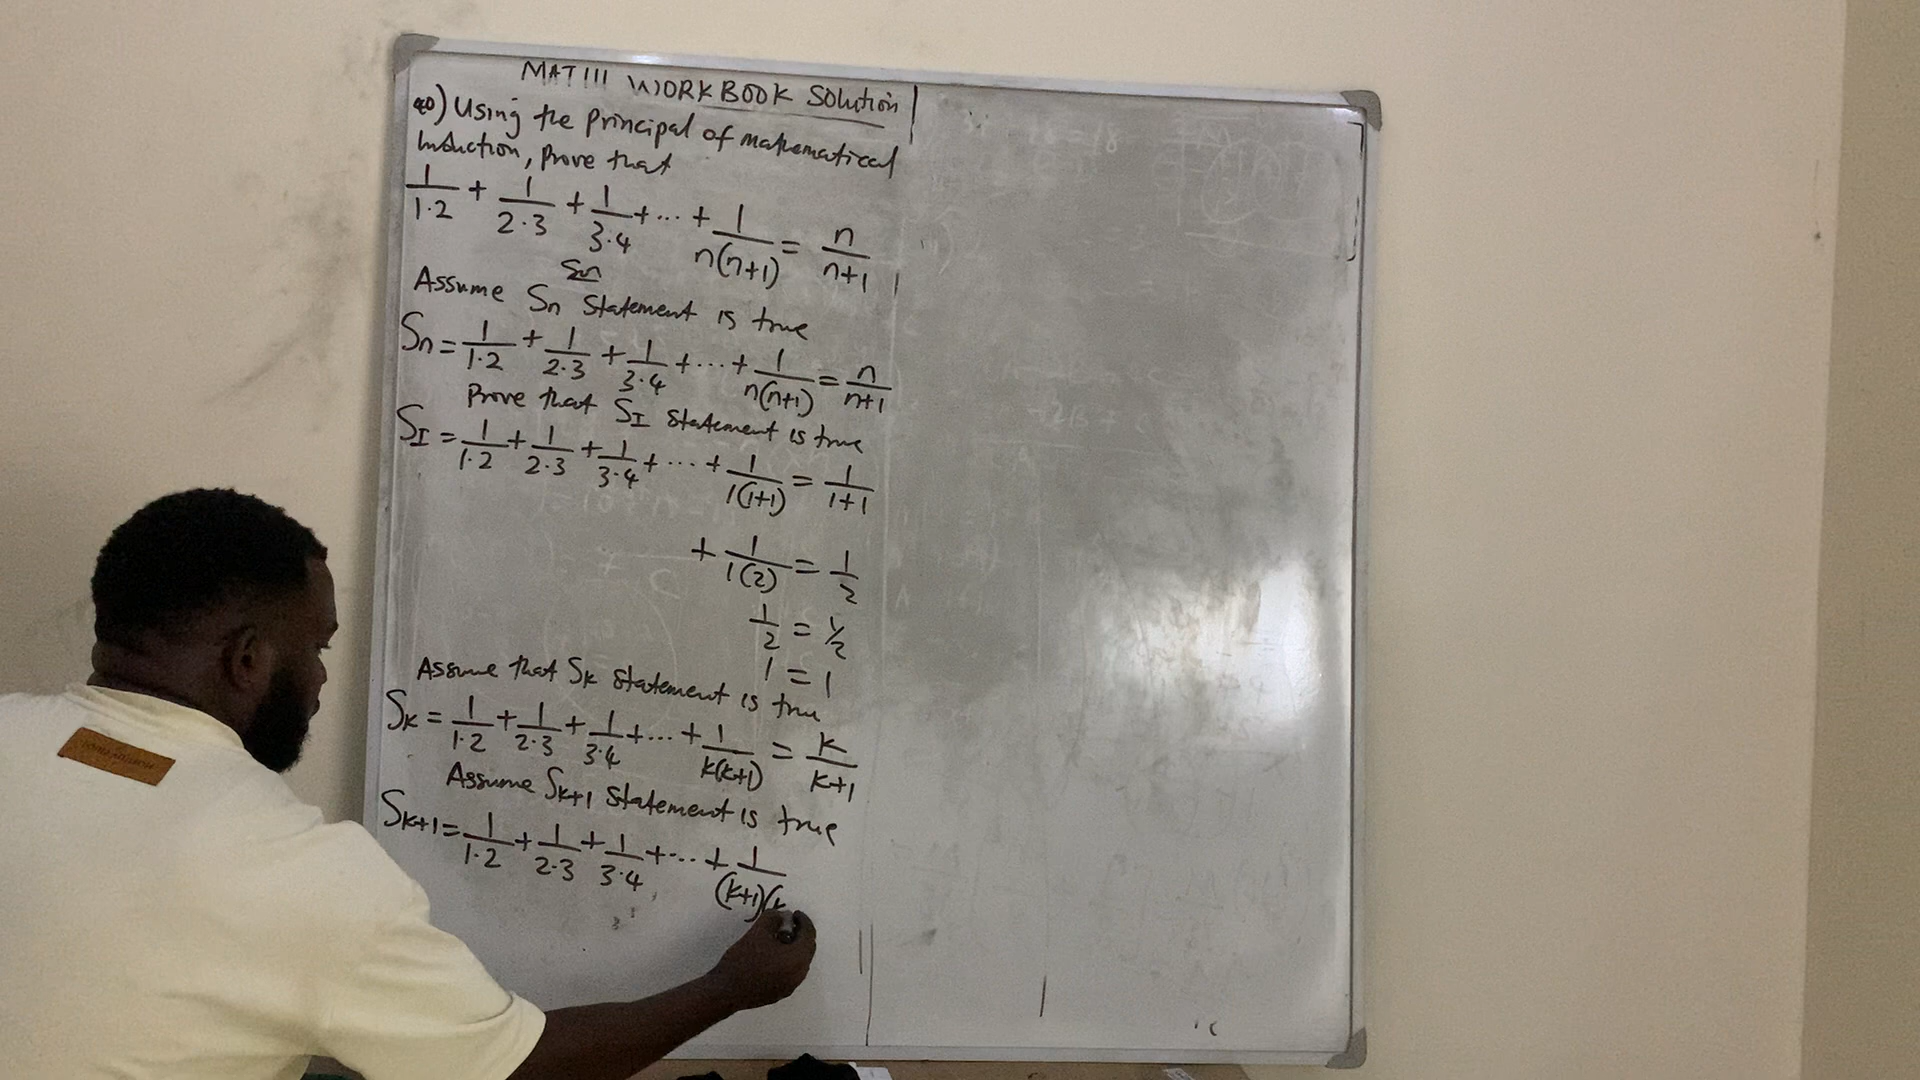 MAT111 WORKBOOK SOLUTION
Using the principal of mathematical
Induction, prove that
1/1·2 + 1/2·3 + 1/3·4 + ... + 1/n(n+1) = n/n+1
Sn
Assume Sn Statement is true
Sn = 1/1·2 + 1/2·3 + 1/3·4 + ... + 1/n(n+1) = n/n+1
Prove that SI Statement is true
SI = 1/1·2 + 1/2·3 + 1/3·4 + ... + 1/1(1+1) = 1/1+1
+ 1/1(2) = 1/2
1/2 = 1/2
1 = 1
Assume that SK Statement is true
SK = 1/1·2 + 1/2·3 + 1/3·4 + ... + 1/k(k+1) = k/k+1
Assume Sk+1 Statement is true
Sk+1 = 1/1·2 + 1/2·3 + 1/3·4 + ... + 1/(k+1)(k